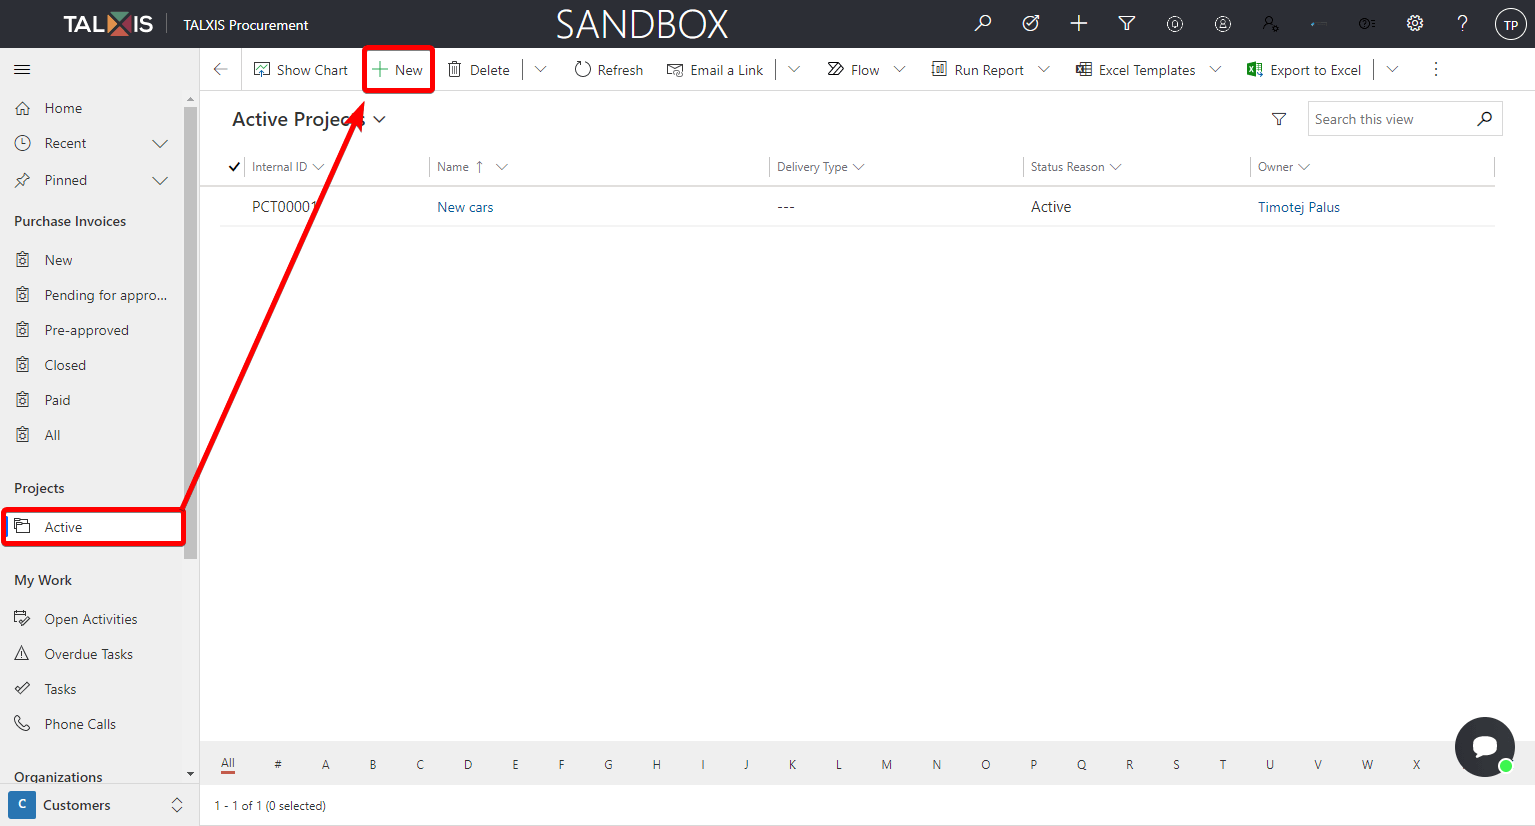 TALXIS TALXIS Procurement SANDBOX TP
Show Chart New Delete Refresh Email a Link Flow Run Report Excel Templates Export to Excel
Home
Recent
Pinned
Purchase Invoices
New
Pending for appro...
Pre-approved
Closed
Paid
All
Projects
Active
My Work
Open Activities
Overdue Tasks
Tasks
Phone Calls
Organizations
C Customers
Active Projects
Search this view
Internal ID Name Delivery Type Status Reason Owner
PCT00001 New cars --- Active Timotej Palus
All # A B C D E F G H I J K L M N O P Q R S T U V W X
1 - 1 of 1 (0 selected)